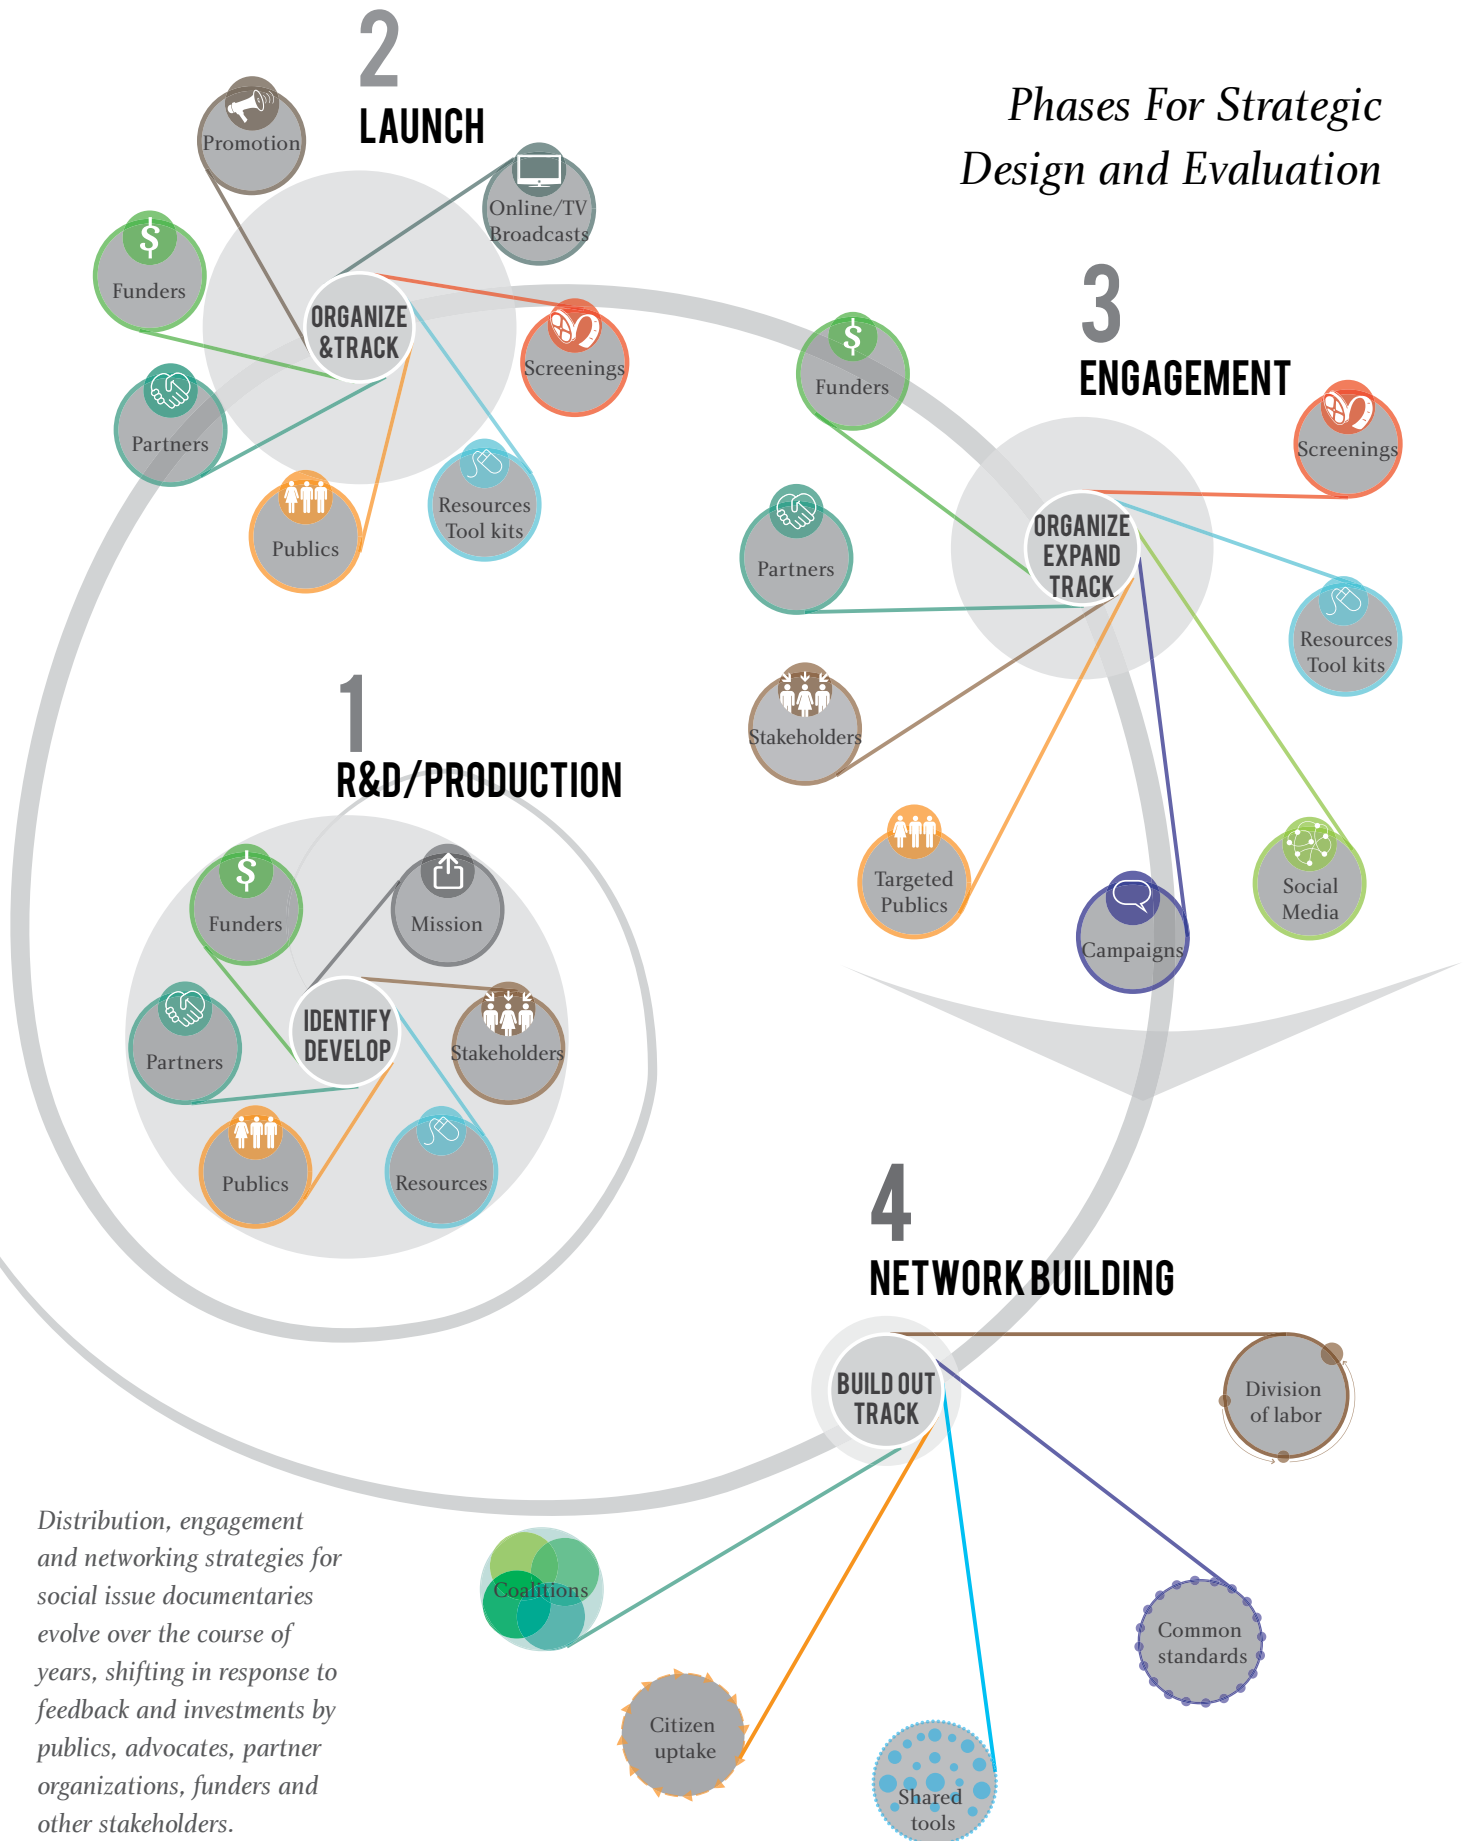 Phases For Strategic
Design and Evaluation
2
LAUNCH
Promotion
Online/TV
Broadcasts
Funders
ORGANIZE
&TRACK
Screenings
Partners
Resources
Tool kits
Publics
3
ENGAGEMENT
Funders
Screenings
Partners
ORGANIZE
EXPAND
TRACK
Resources
Tool kits
Stakeholders
Targeted
Publics
Campaigns
Social
Media
1
R&D/PRODUCTION
Funders
Mission
Partners
IDENTIFY
DEVELOP
Stakeholders
Publics
Resources
4
NETWORK BUILDING
BUILD OUT
TRACK
Division
of labor
Coalitions
Common
standards
Citizen
uptake
Shared
tools
$
$
$
Distribution, engagement
and networking strategies for
social issue documentaries
evolve over the course of
years, shifting in response to
feedback and investments by
publics, advocates, partner
organizations, funders and
other stakeholders.